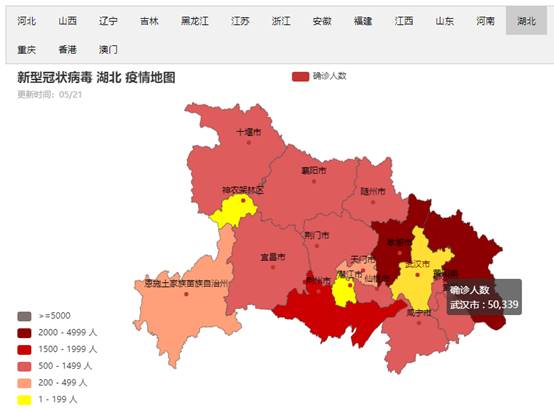 河北 山西 辽宁 吉林 黑龙江 江苏 浙江 安徽 福建 江西 山东 河南 湖北
重庆 香港 澳门
新型冠状病毒 湖北 疫情地图
确诊人数
更新时间：05/21
十堰市
襄阳市
神农架林区
随州市
荆门市
孝感市
宜昌市
天门市
武汉市
潜江市
仙桃市
恩施土家族苗族自治州
荆州市
咸宁市
确诊人数
武汉市 : 50,339
>=5000
2000 - 4999 人
1500 - 1999 人
500 - 1499 人
200 - 499 人
1 - 199 人